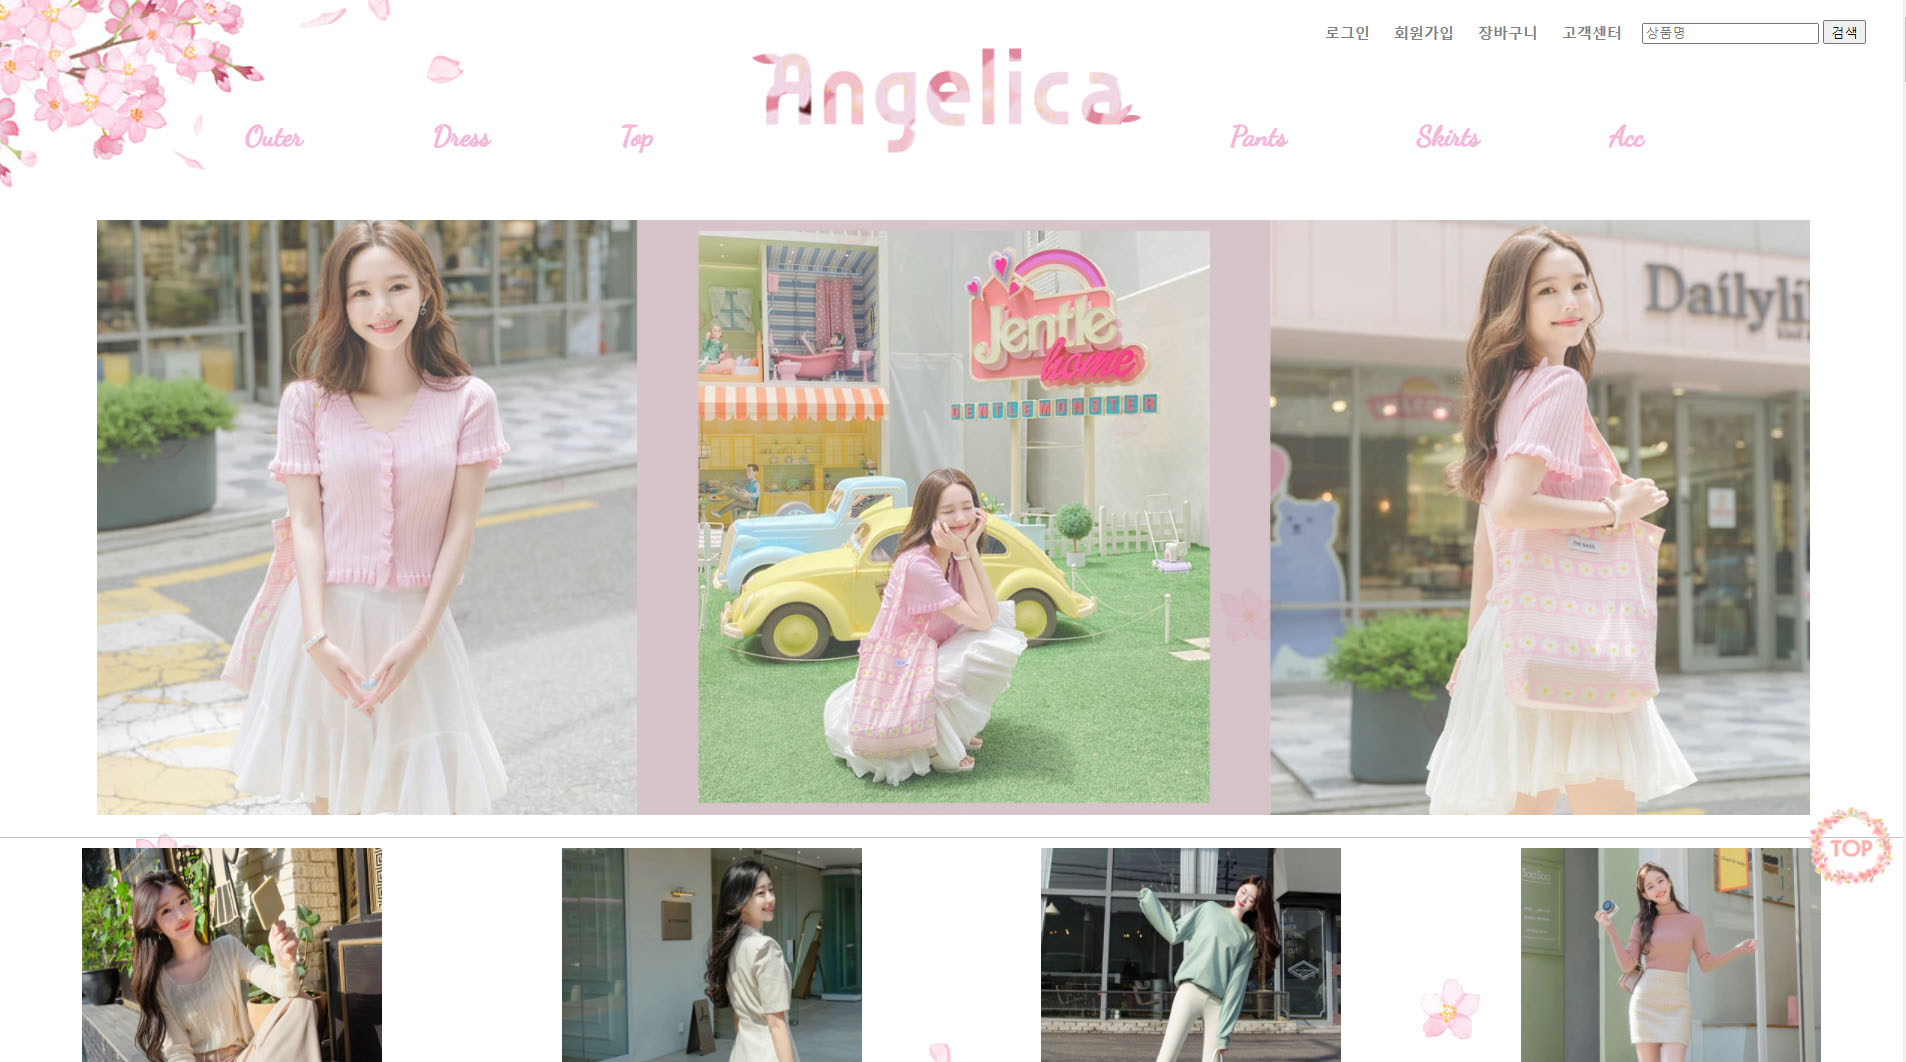 로그인 회원가입 장바구니 고객센터 상품명 검색
Angelica
Outer Dress Top Pants Skirts Acc
Jentle
home
GENTLE MONSTER
Dailyli
TOP
SooSoo